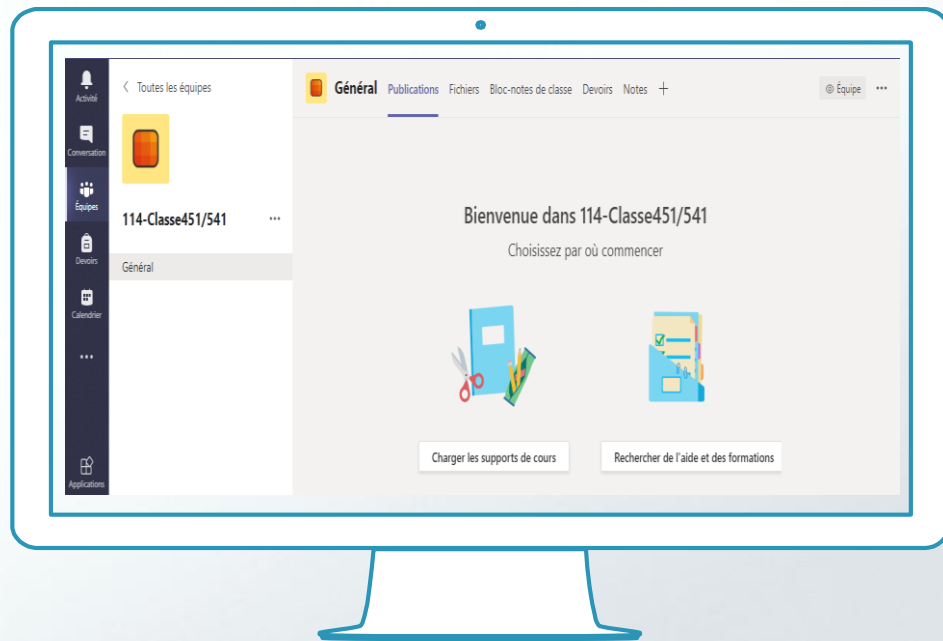 Activité
Conversation
Équipes
Devoirs
Calendrier
Applications
Toutes les équipes
114-Classe451/541
Général
Général Publications Fichiers Bloc-notes de classe Devoirs Notes +
Équipe
Bienvenue dans 114-Classe451/541
Choisissez par où commencer
Charger les supports de cours
Rechercher de l'aide et des formations